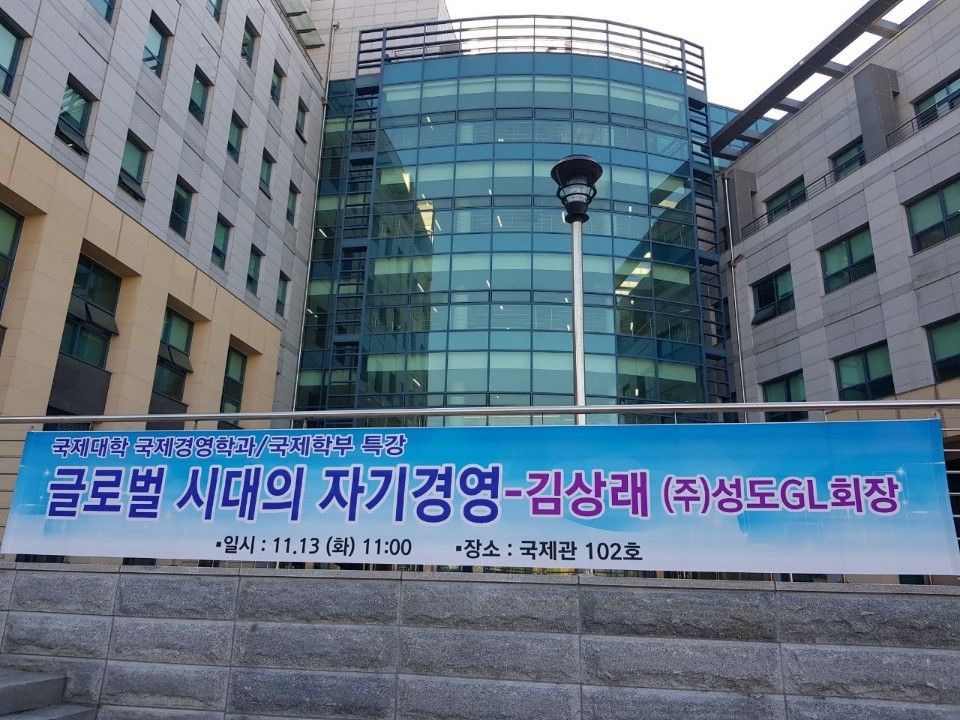 국제대학 국제경영학과/국제학부 특강
글로벌 시대의 자기경영-김상래 (주)성도GL회장
▪일시 : 11.13 (화) 11:00 ▪장소 : 국제관 102호